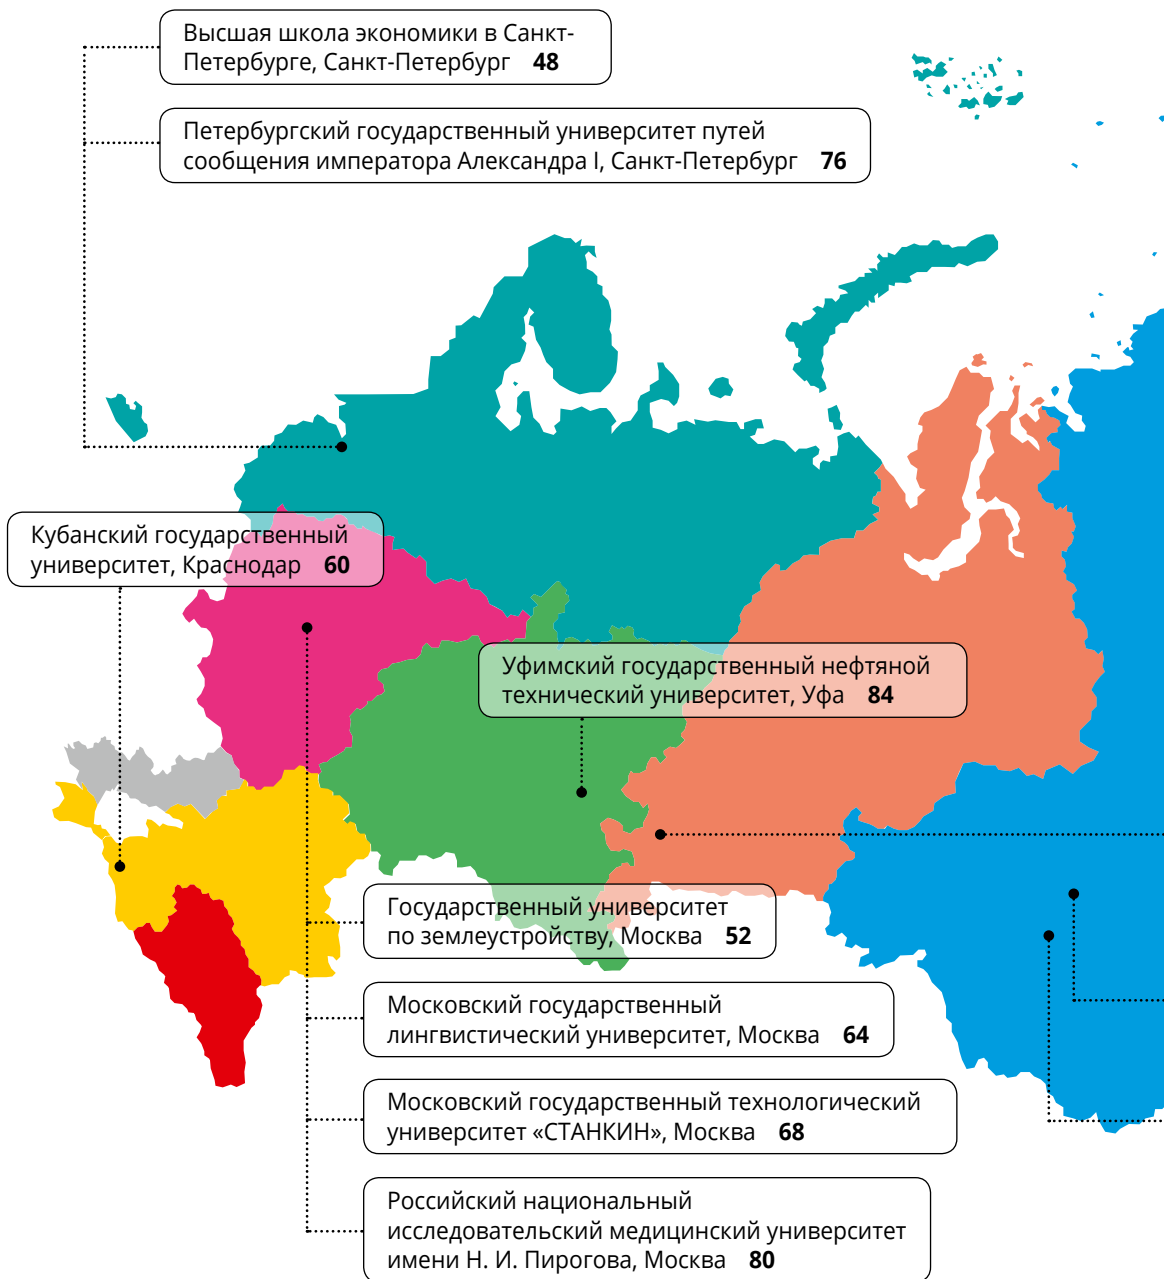 Высшая школа экономики в Санкт-
Петербурге, Санкт-Петербург 48
Петербургский государственный университет путей
сообщения императора Александра I, Санкт-Петербург 76
Кубанский государственный
университет, Краснодар 60
Уфимский государственный нефтяной
технический университет, Уфа 84
Государственный университет
по землеустройству, Москва 52
Московский государственный
лингвистический университет, Москва 64
Московский государственный технологический
университет «СТАНКИН», Москва 68
Российский национальный
исследовательский медицинский университет
имени Н. И. Пирогова, Москва 80